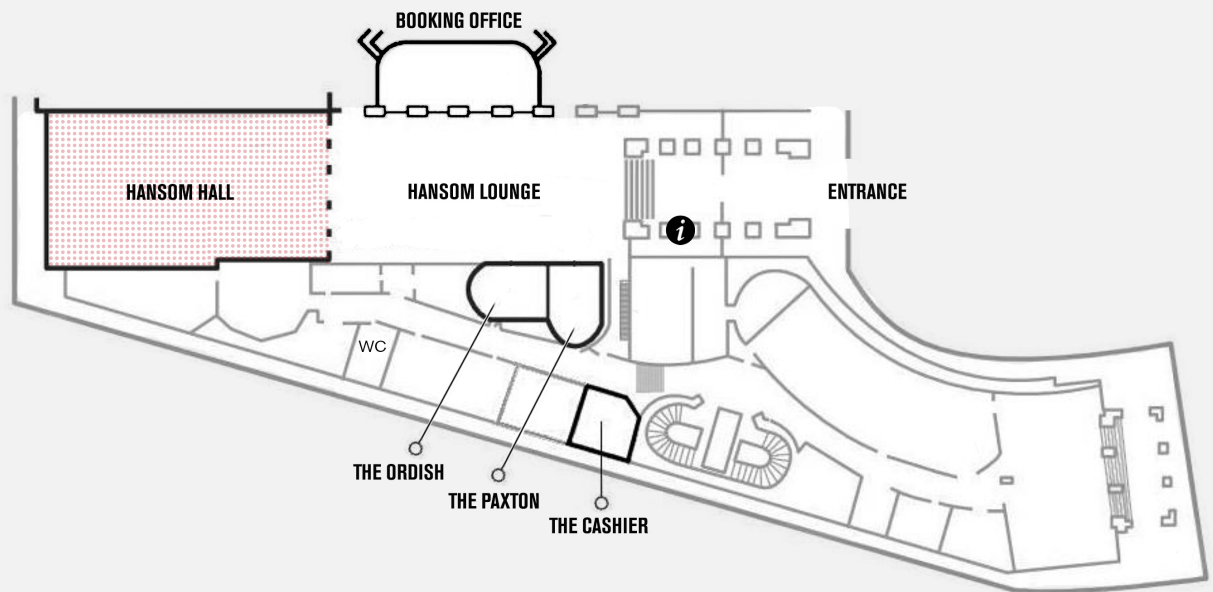 BOOKING OFFICE
HANSOM HALL
HANSOM LOUNGE
ENTRANCE
i
WC
THE ORDISH
THE PAXTON
THE CASHIER